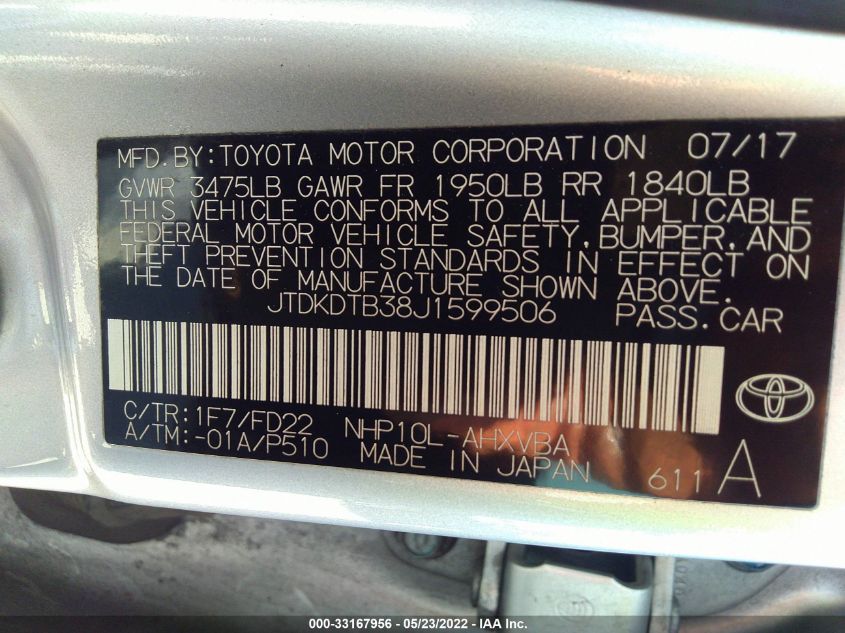 MFD.BY:TOYOTA MOTOR CORPORATION 07/17
GVWR 3475LB GAWR FR 1950LB RR 1840LB
THIS VEHICLE CONFORMS TO ALL APPLICABLE
FEDERAL MOTOR VEHICLE SAFETY,BUMPER,AND
THEFT PREVENTION STANDARDS IN EFFECT ON
THE DATE OF MANUFACTURE SHOWN ABOVE.
JTDKDTB38J1599506 PASS.CAR
C/TR:1F7/FD22 NHP10L-AHXVBA
A/TM:-01A/P510 MADE IN JAPAN 611 A
000-33167956 - 05/23/2022 - IAA Inc.